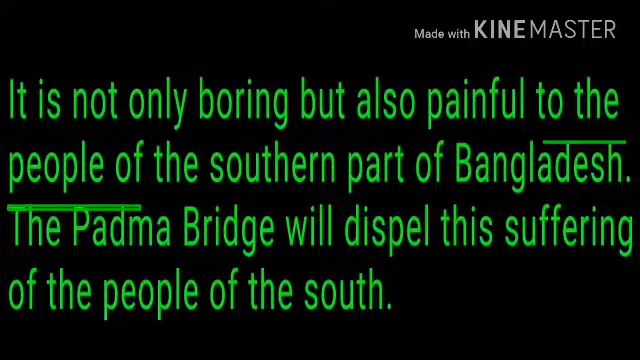 Made with KINEMASTER
It is not only boring but also painful to the
people of the southern part of Bangladesh.
The Padma Bridge will dispel this suffering
of the people of the south.